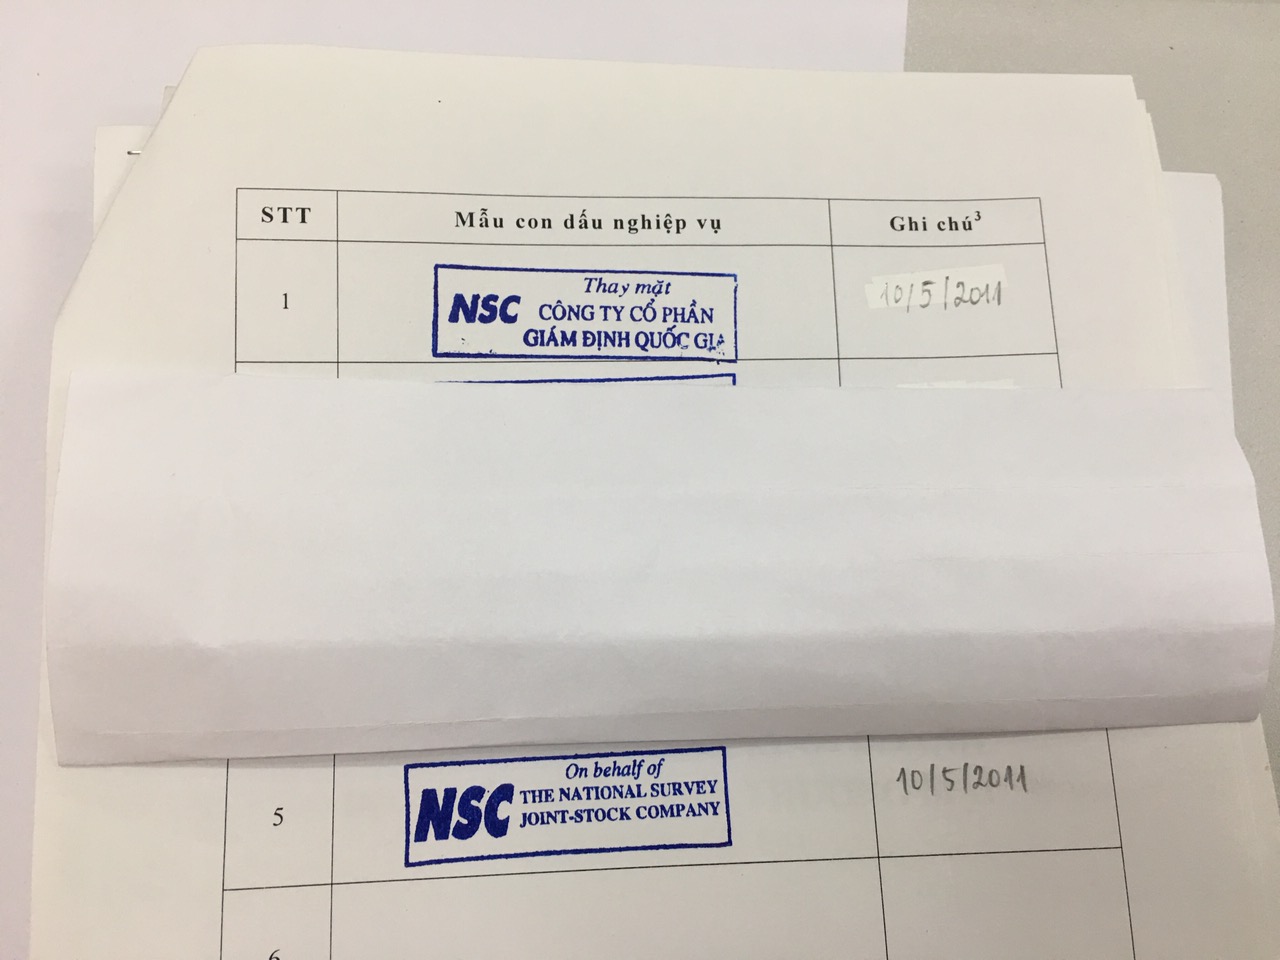 STT Mẫu con dấu nghiệp vụ Ghi chú³
1
Thay mặt
NSC CÔNG TY CỔ PHẦN
GIÁM ĐỊNH QUỐC GIA
10/5/2011
5
On behalf of
NSC THE NATIONAL SURVEY
JOINT-STOCK COMPANY
10/5/2011
6